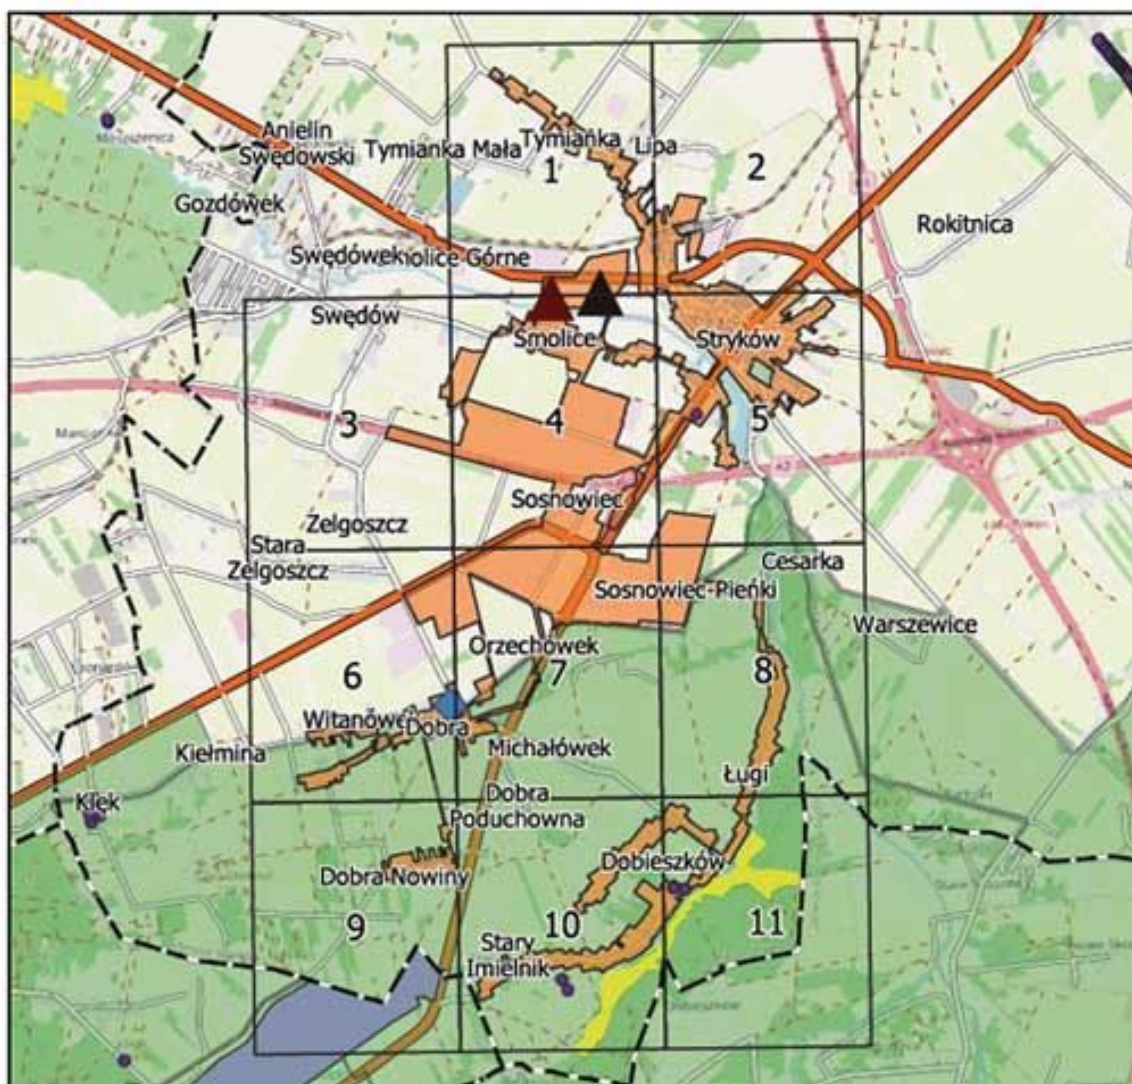 Anielin
Swędowski
Tymianka Mała
Tymianka
Lipa
1
2
Gozdówek
Rokitnica
Swędówek
olice Górne
Swędów
Smolice
Stryków
3
4
5
Sosnowiec
Zelgoszcz
Stara
Zelgoszcz
Cesarka
Sosnowiec-Pieńki
Warszewice
Orzechówek
6
7
8
Witanówe
Dobra
Kiełmina
Michałówek
Ługi
Klęk
Dobra
Poduchowna
Dobra Nowiny
Dobieszków
9
10
11
Stary
Imielnik